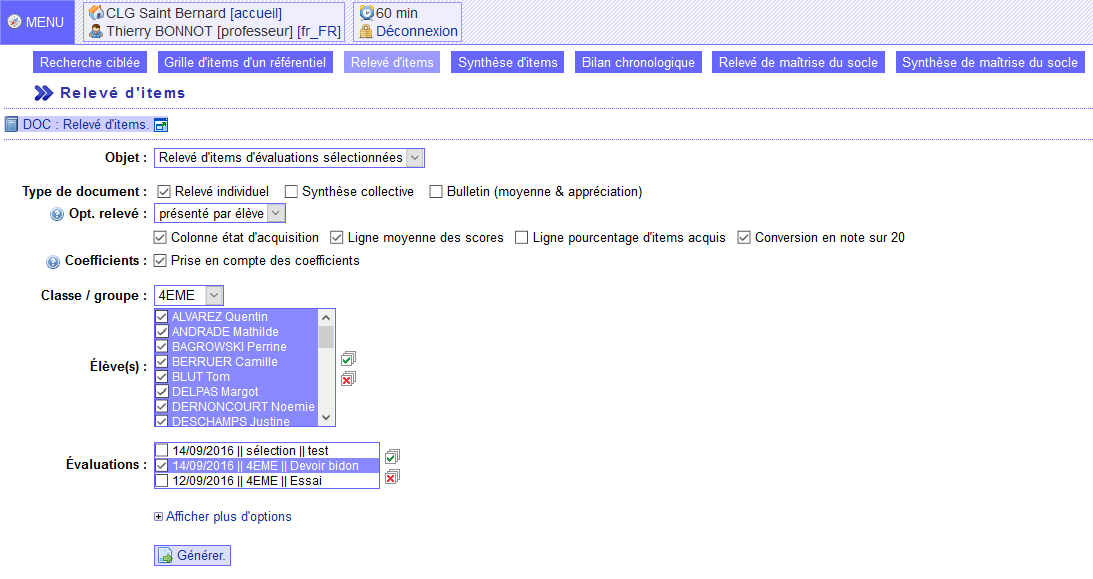 MENU
CLG Saint Bernard [accueil]
Thierry BONNOT [professeur] [fr_FR]
60 min
Déconnexion
Recherche ciblée
Grille d'items d'un référentiel
Relevé d'items
Synthèse d'items
Bilan chronologique
Relevé de maîtrise du socle
Synthèse de maîtrise du socle
Relevé d'items
DOC : Relevé d'items.
Objet : Relevé d'items d'évaluations sélectionnées
Type de document : Relevé individuel Synthèse collective Bulletin (moyenne & appréciation)
Opt. relevé : présenté par élève
Colonne état d'acquisition Ligne moyenne des scores Ligne pourcentage d'items acquis Conversion en note sur 20
Coefficients : Prise en compte des coefficients
Classe / groupe : 4EME
Élève(s) :
ALVAREZ Quentin
ANDRADE Mathilde
BAGROWSKI Perrine
BERRUER Camille
BLUT Tom
DELPAS Margot
DERNONCOURT Noemie
DESCHAMPS Justine
Évaluations :
14/09/2016 || sélection || test
14/09/2016 || 4EME || Devoir bidon
12/09/2016 || 4EME || Essai
Afficher plus d'options
Générer.